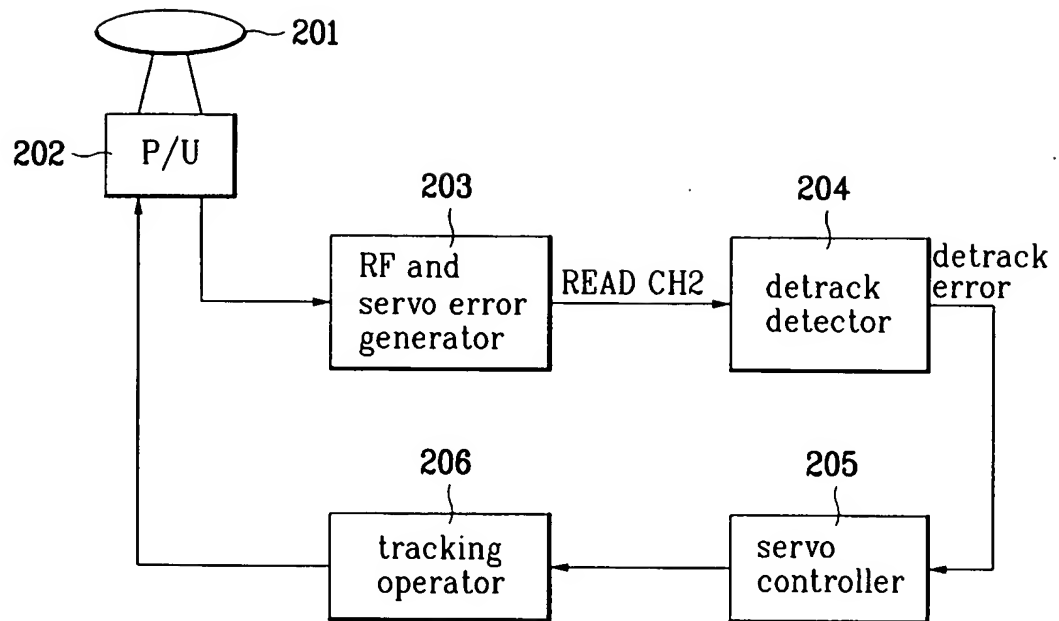 201
202
P/U
203
RF and
servo error
generator
READ CH2
204
detrack
detector
detrack
error
206
tracking
operator
205
servo
controller